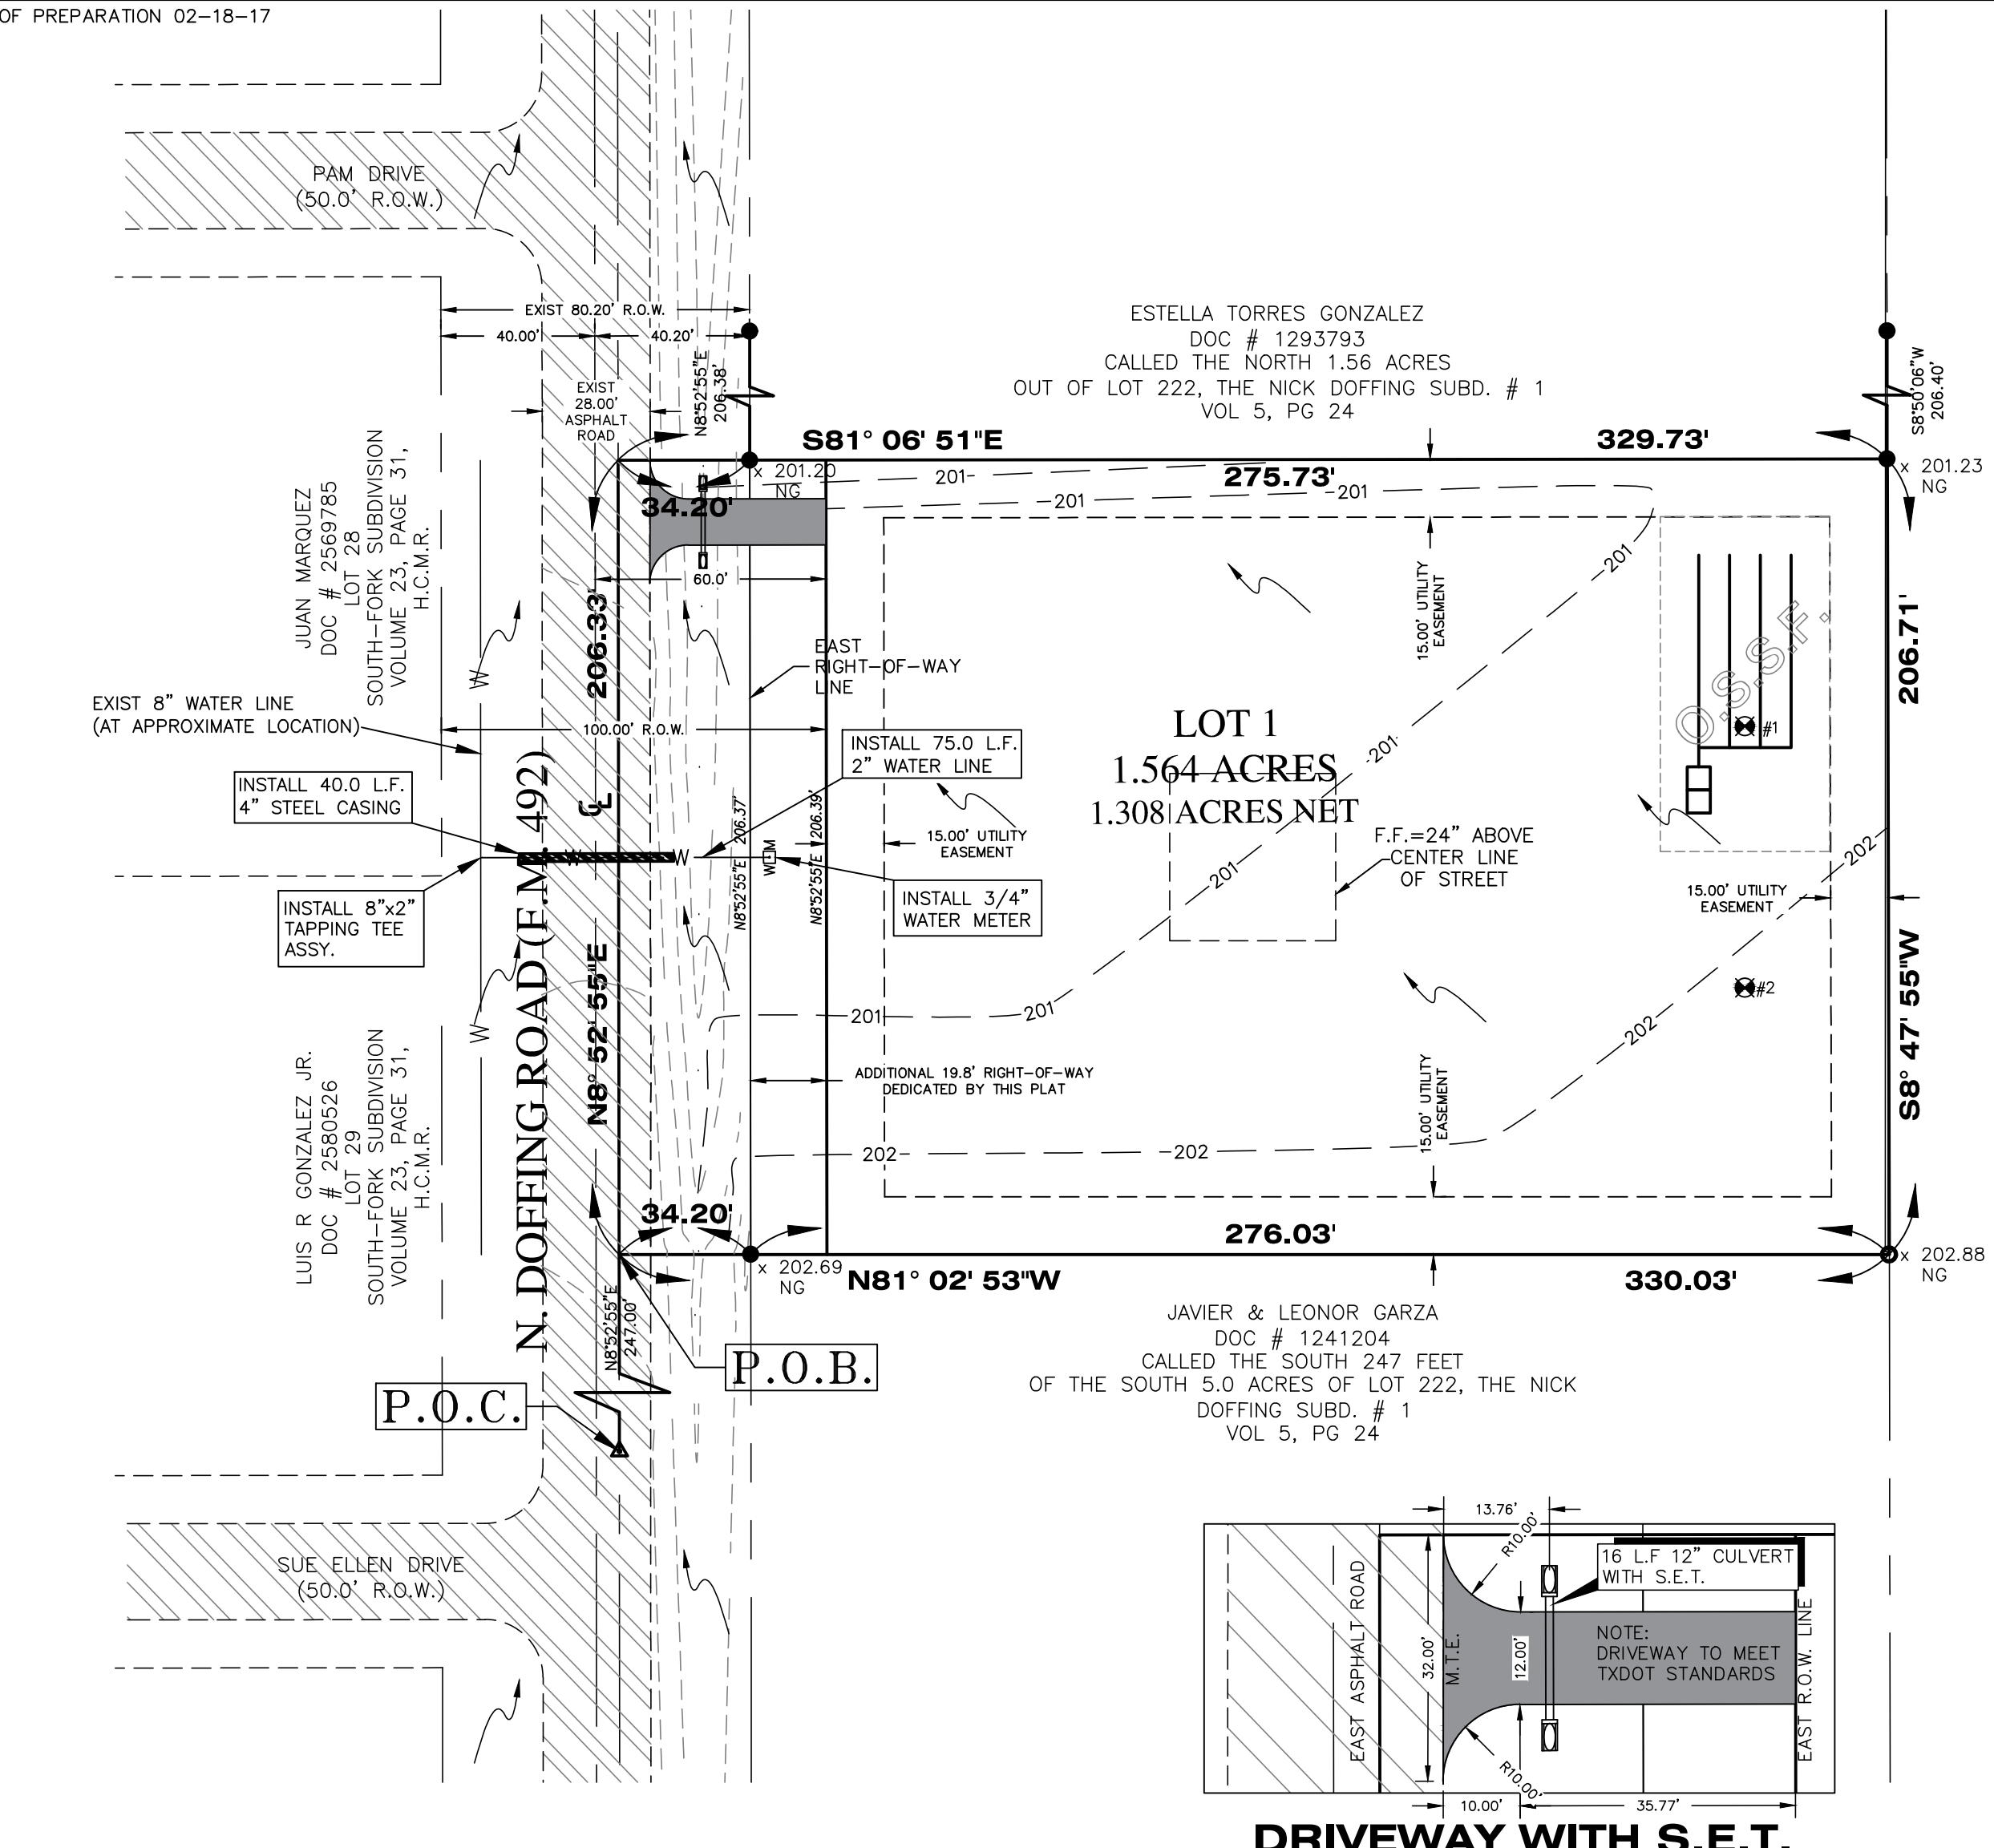 OF PREPARATION 02-18-17
PAM DRIVE
(50.0' R.O.W.)
EXIST 80.20' R.O.W.
40.00'
40.20'
EXIST
28.00'
ASPHALT
ROAD
N8°52'55"E
206.38'
ESTELLA TORRES GONZALEZ
DOC # 1293793
CALLED THE NORTH 1.56 ACRES
OUT OF LOT 222, THE NICK DOFFING SUBD. # 1
VOL 5, PG 24
S8°50'06"W
206.40'
S81° 06' 51"E
329.73'
275.73'
x 201.20
NG
x 201.23
NG
34.20'
60.0'
201
201
201
201
201
201
201
201
201
202
202
202
202
JUAN MARQUEZ
DOC # 2569785
LOT 28
SOUTH-FORK SUBDIVISION
VOLUME 23, PAGE 31,
H.C.M.R.
206.33'
EAST
RIGHT-OF-WAY
LINE
15.00' UTILITY
EASEMENT
O.S.S.F.
#1
206.71'
EXIST 8" WATER LINE
(AT APPROXIMATE LOCATION)
W
W
100.00' R.O.W.
INSTALL 75.0 L.F.
2" WATER LINE
LOT 1
1.564 ACRES
1.308 ACRES NET
INSTALL 40.0 L.F.
4" STEEL CASING
CL
W
W
WM
N8°52'55"E 206.37'
N8°52'55"E 206.39'
15.00' UTILITY
EASEMENT
F.F.=24" ABOVE
CENTER LINE
OF STREET
15.00' UTILITY
EASEMENT
INSTALL 8"x2"
TAPPING TEE
ASSY.
INSTALL 3/4"
WATER METER
#2
N. DOFFING ROAD (F.M. 492)
N8° 52' 55"E
S8° 47' 55"W
ADDITIONAL 19.8' RIGHT-OF-WAY
DEDICATED BY THIS PLAT
15.00' UTILITY
EASEMENT
LUIS R GONZALEZ JR.
DOC # 2580526
LOT 29
SOUTH-FORK SUBDIVISION
VOLUME 23, PAGE 31,
H.C.M.R.
34.20'
276.03'
x 202.69
NG
N81° 02' 53"W
330.03'
x 202.88
NG
N8°52'55"E
247.00'
P.O.B.
P.O.C.
JAVIER & LEONOR GARZA
DOC # 1241204
CALLED THE SOUTH 247 FEET
OF THE SOUTH 5.0 ACRES OF LOT 222, THE NICK
DOFFING SUBD. # 1
VOL 5, PG 24
SUE ELLEN DRIVE
(50.0' R.O.W.)
13.76'
R10.00'
16 L.F 12" CULVERT
WITH S.E.T.
EAST ASPHALT ROAD
32.00'
M.T.E.
12.00'
NOTE:
DRIVEWAY TO MEET
TXDOT STANDARDS
EAST R.O.W. LINE
R10.00'
10.00'
35.77'
DRIVEWAY WITH S.E.T.